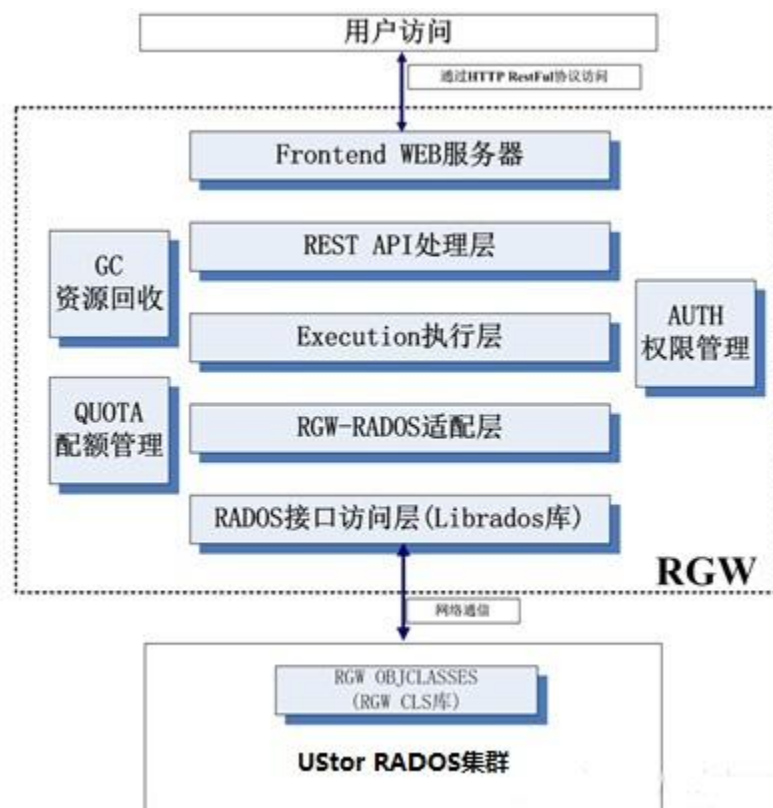 用户访问
通过HTTP RestFul协议访问
Frontend WEB服务器
REST API处理层
GC
资源回收
Execution执行层
AUTH
权限管理
QUOTA
配额管理
RGW-RADOS适配层
RADOS接口访问层(Librados库)
RGW
网络通信
RGW OBJCLASSES
(RGW CLS库)
UStor RADOS集群